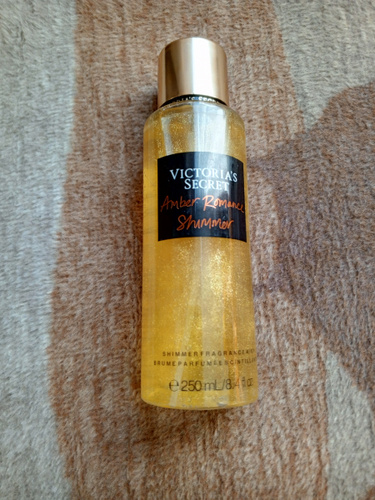 VICTORIA'S
SECRET
Amber Romance
Shimmer
SHIMMER FRAGRANCE MIST
BRUME PARFUMÉE SCINTILLANTE
℮ 250 mL/8.4 fl oz